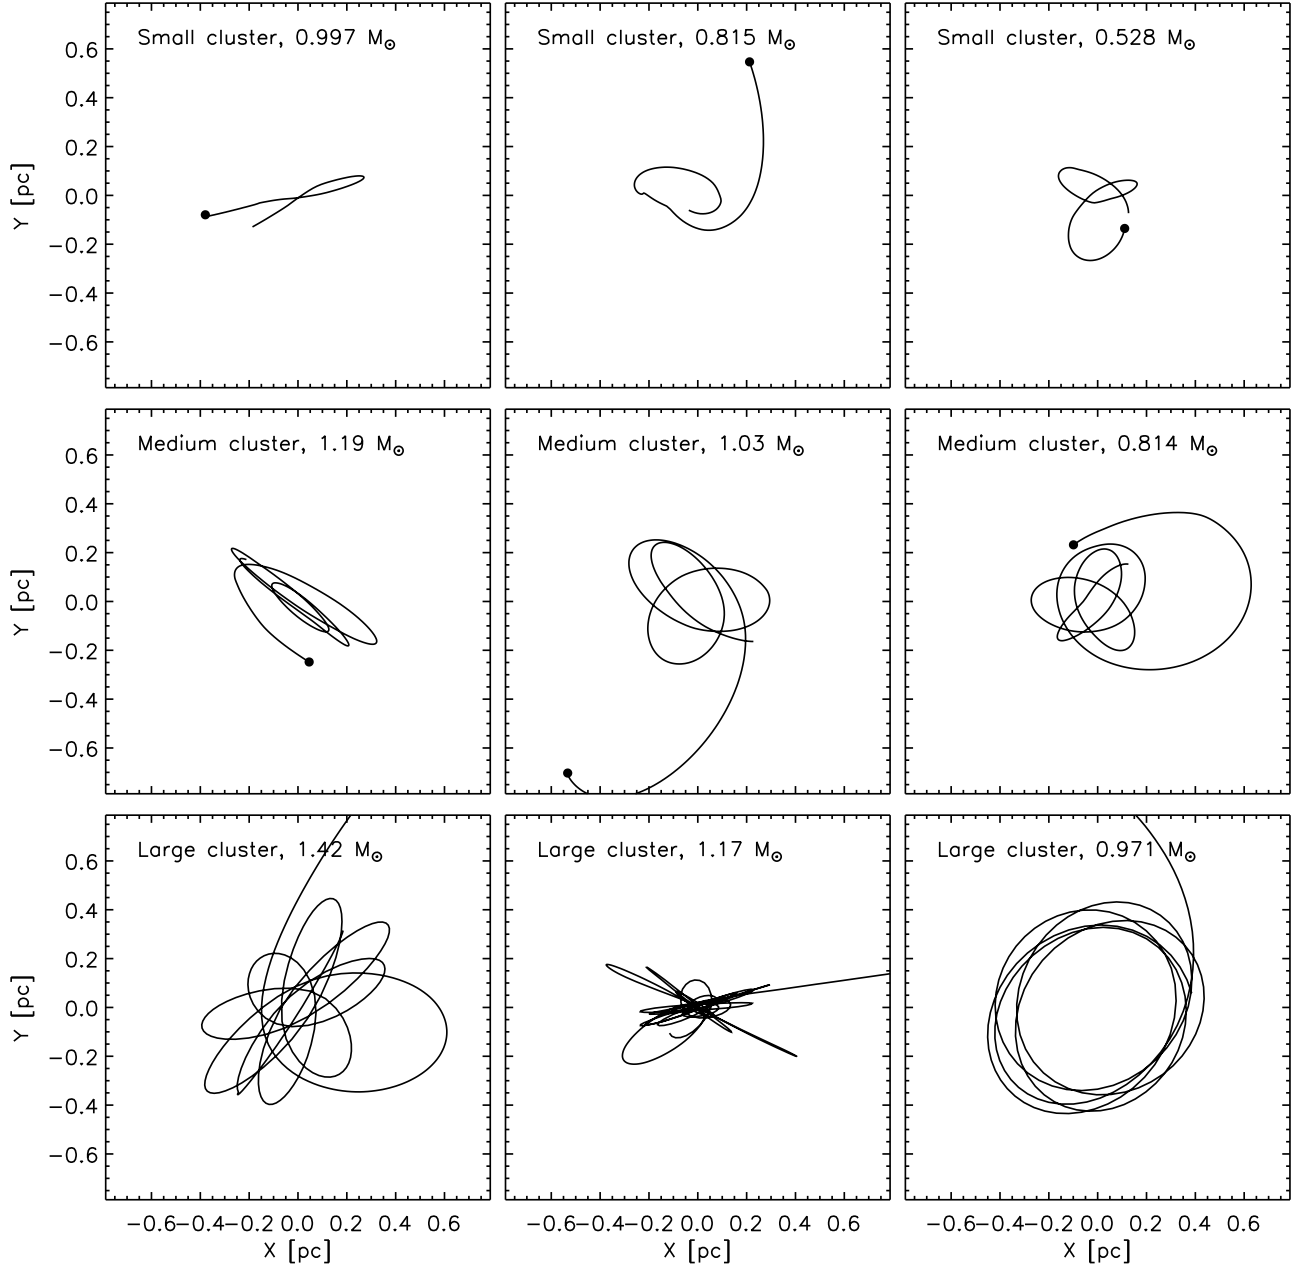 Small cluster, 0.997 M⊙
Small cluster, 0.815 M⊙
Small cluster, 0.528 M⊙
0.6
0.4
0.2
0.0
−0.2
−0.4
−0.6
Y [pc]
Medium cluster, 1.19 M⊙
Medium cluster, 1.03 M⊙
Medium cluster, 0.814 M⊙
0.6
0.4
0.2
0.0
−0.2
−0.4
−0.6
Y [pc]
Large cluster, 1.42 M⊙
Large cluster, 1.17 M⊙
Large cluster, 0.971 M⊙
0.6
0.4
0.2
0.0
−0.2
−0.4
−0.6
Y [pc]
−0.6−0.4−0.2 0.0 0.2 0.4 0.6
−0.6−0.4−0.2 0.0 0.2 0.4 0.6
−0.6−0.4−0.2 0.0 0.2 0.4 0.6
X [pc]
X [pc]
X [pc]